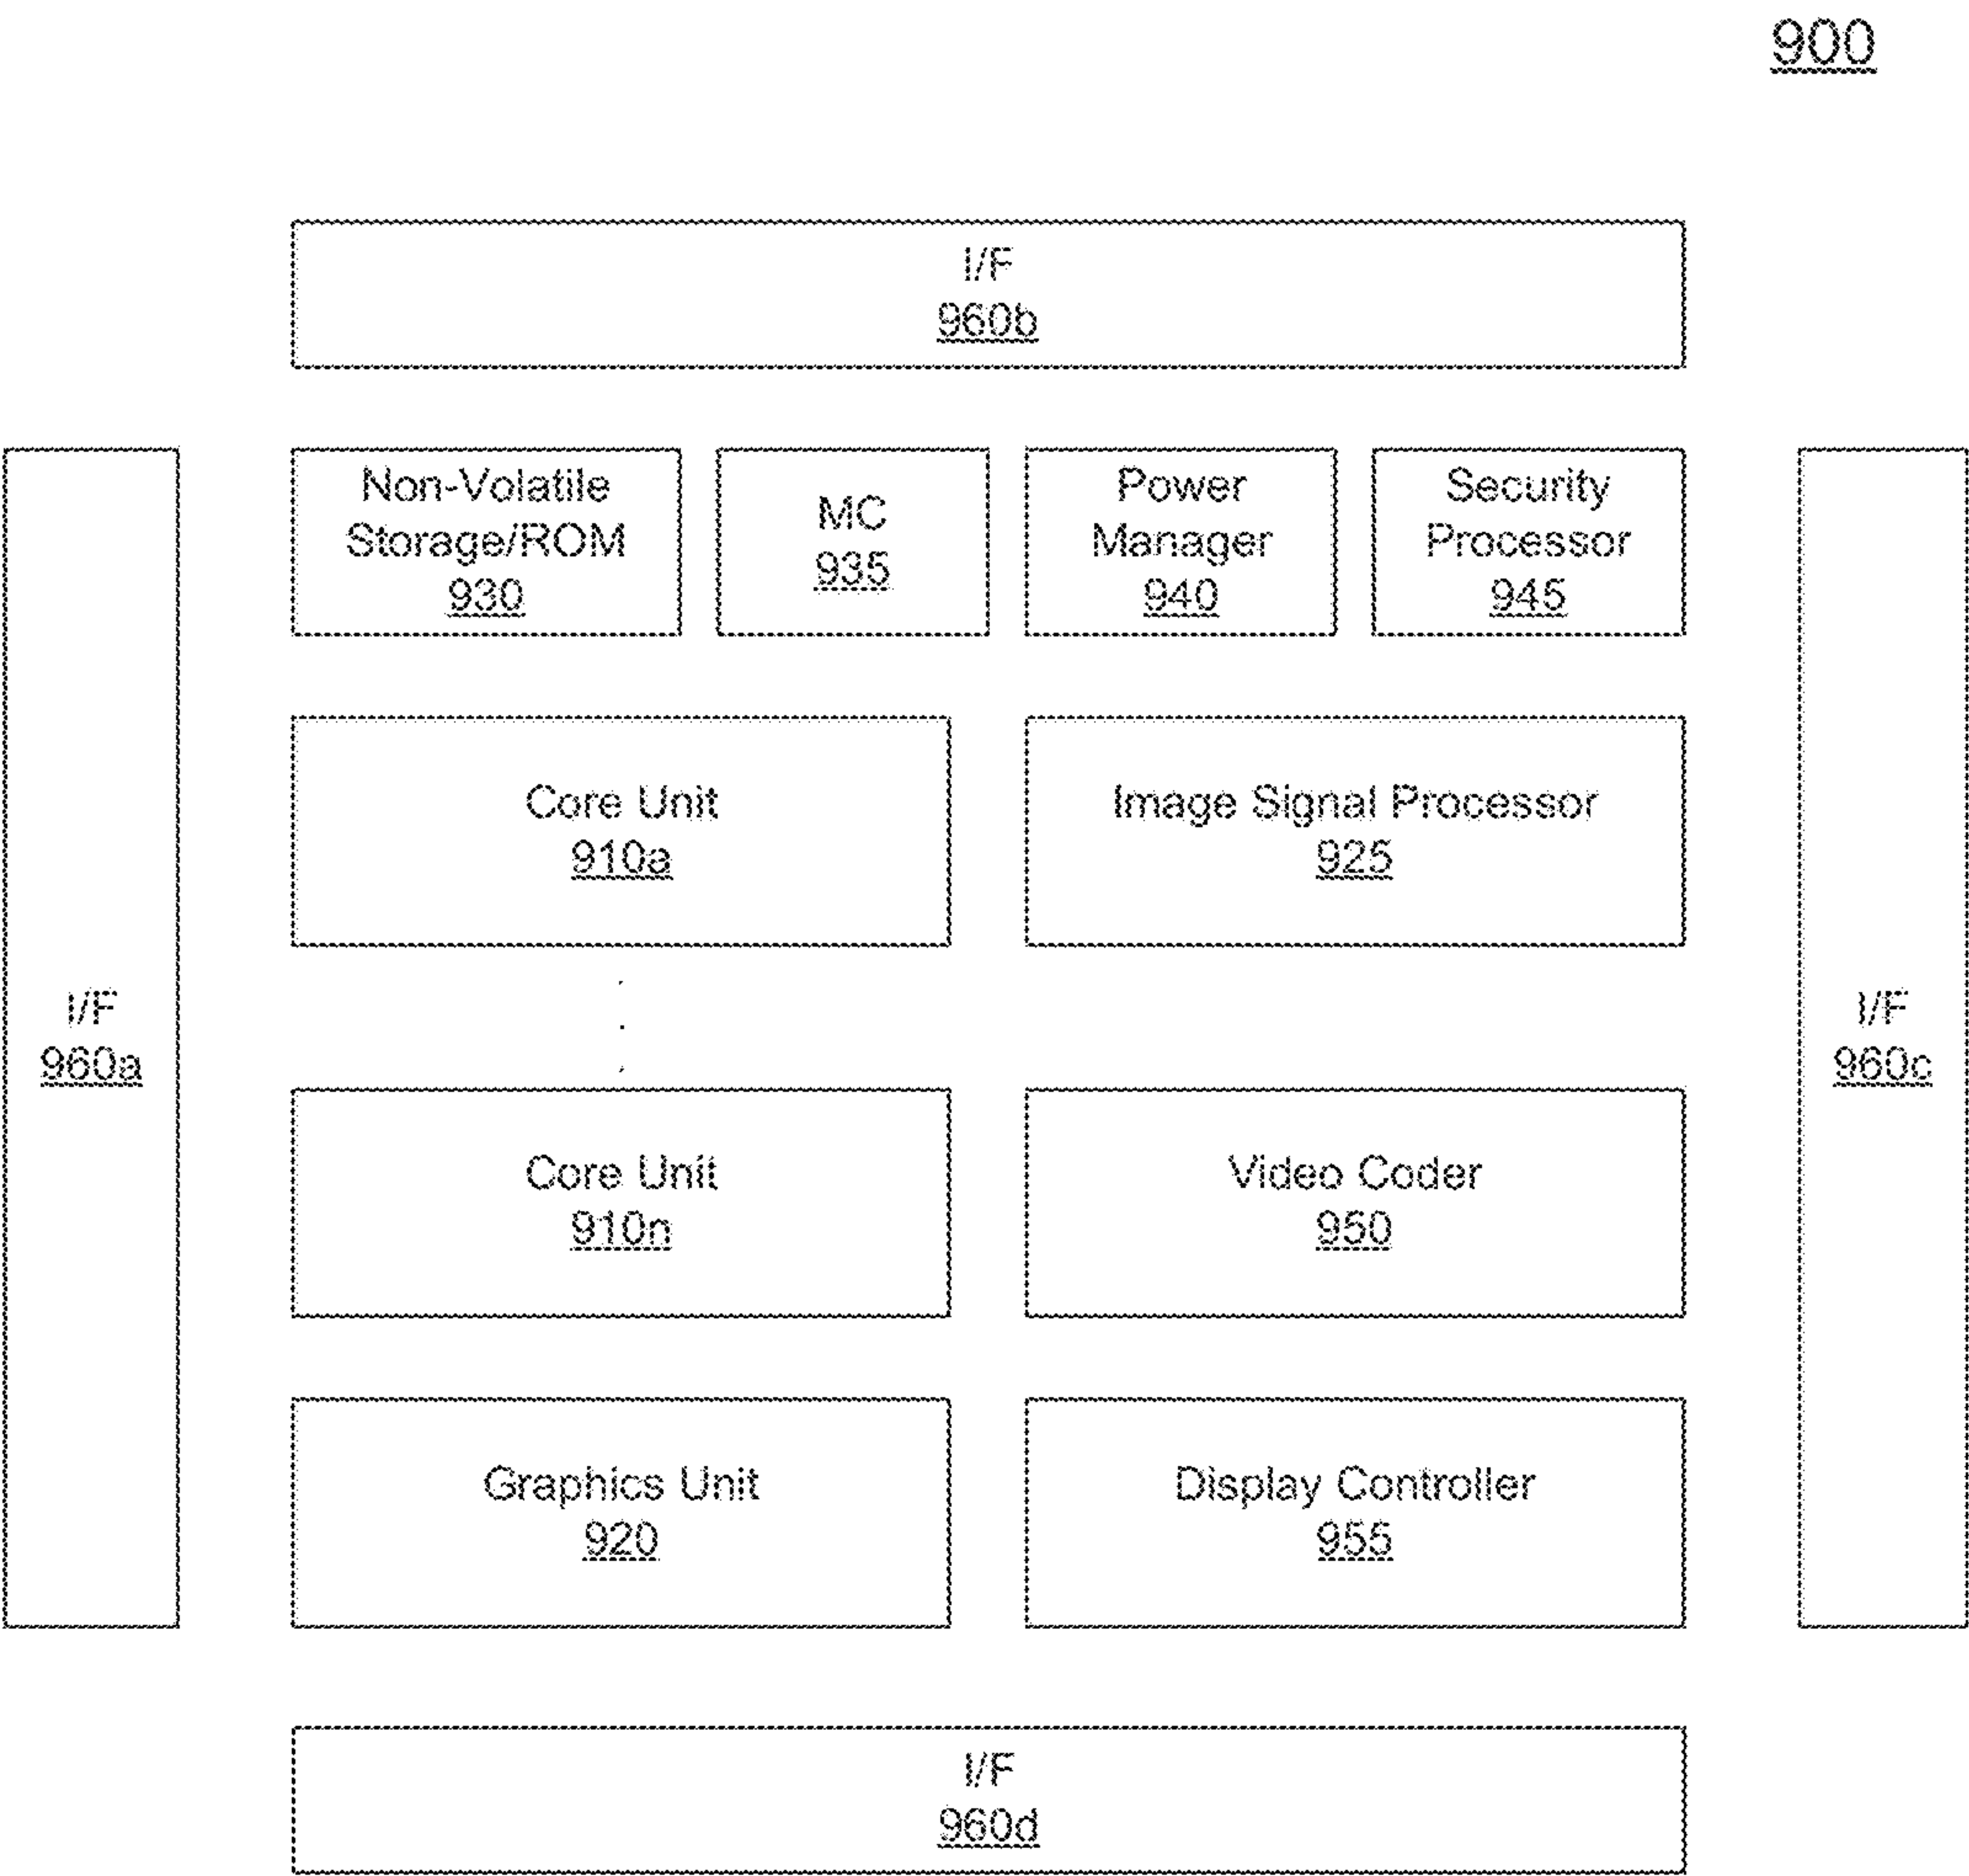 900
I/F
960b
Non-Volatile
Storage/ROM
930
MC
935
Power
Manager
940
Security
Processor
945
Core Unit
910a
Image Signal Processor
925
I/F
960a
I/F
960c
Core Unit
910n
Video Coder
950
Graphics Unit
920
Display Controller
955
I/F
960d